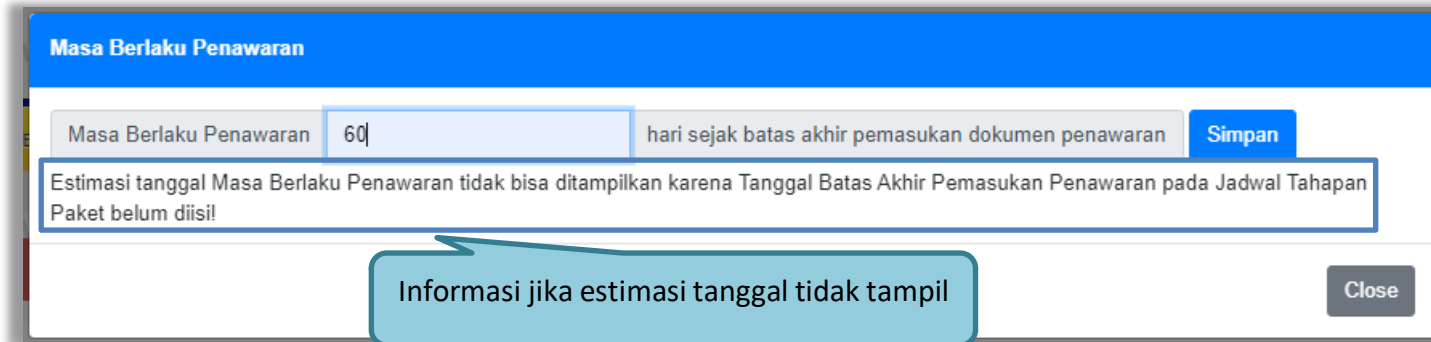 Masa Berlaku Penawaran
Masa Berlaku Penawaran 60 hari sejak batas akhir pemasukan dokumen penawaran Simpan
Estimasi tanggal Masa Berlaku Penawaran tidak bisa ditampilkan karena Tanggal Batas Akhir Pemasukan Penawaran pada Jadwal Tahapan
Paket belum diisi!
Informasi jika estimasi tanggal tidak tampil
Close